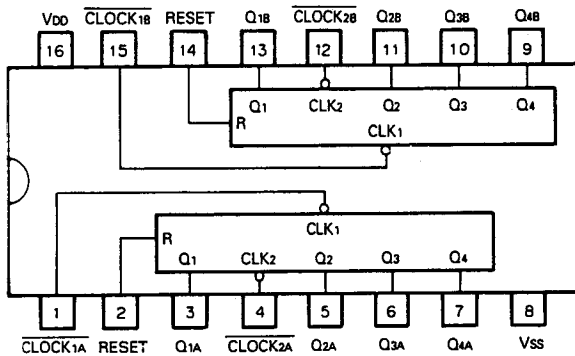 VDD CLOCK1B RESET Q1B CLOCK2B Q2B Q3B Q4B
16 15 14 13 12 11 10 9
Q1 CLK2 Q2 Q3 Q4
R
CLK1
CLK1
R
Q1 CLK2 Q2 Q3 Q4
1 2 3 4 5 6 7 8
CLOCK1A RESET Q1A CLOCK2A Q2A Q3A Q4A VSS